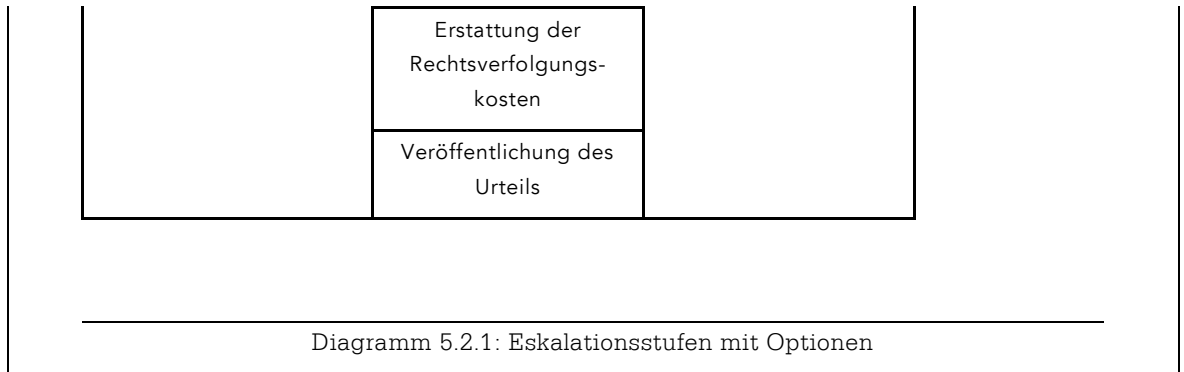 Erstattung der
Rechtsverfolgungs-
kosten
Veröffentlichung des
Urteils
Diagramm 5.2.1: Eskalationsstufen mit Optionen